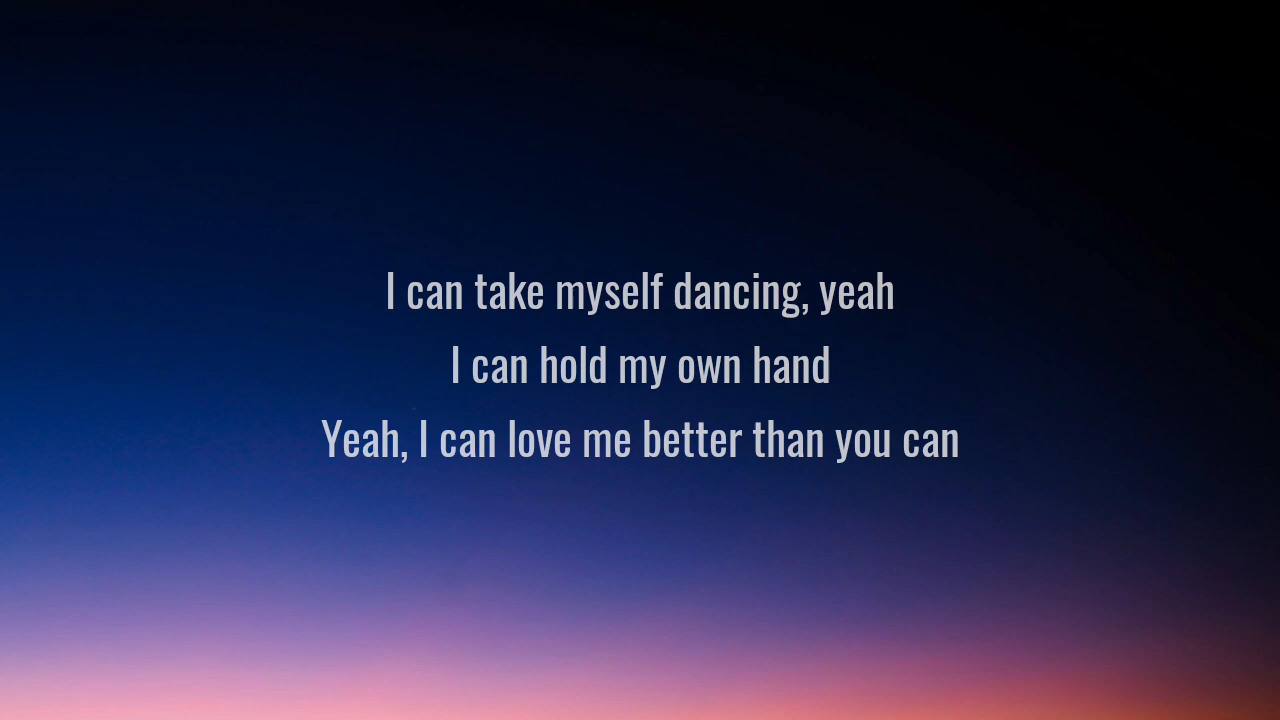 I can take myself dancing, yeah
I can hold my own hand
Yeah, I can love me better than you can